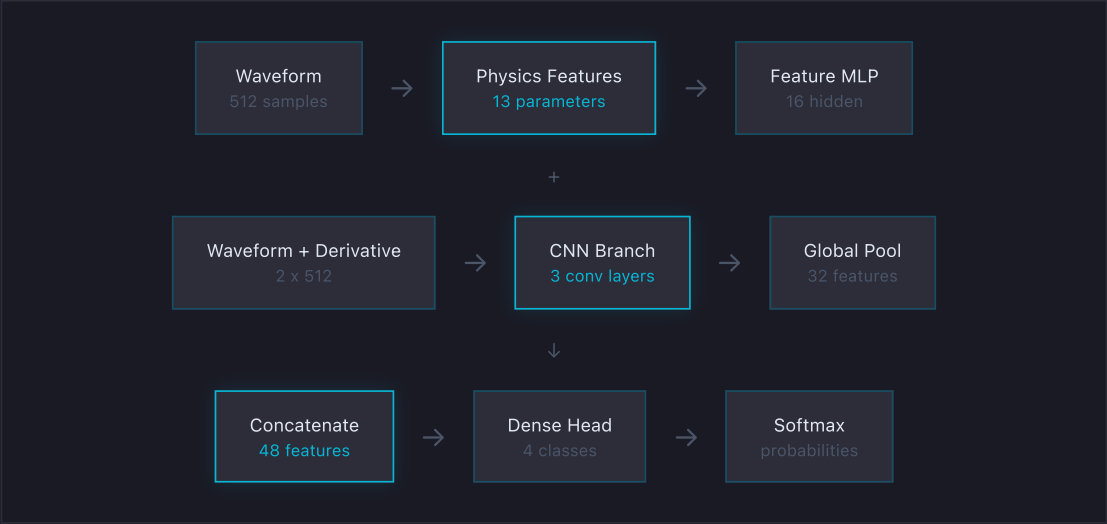 Waveform
512 samples
→
Physics Features
13 parameters
→
Feature MLP
16 hidden
+
Waveform + Derivative
2 x 512
→
CNN Branch
3 conv layers
→
Global Pool
32 features
↓
Concatenate
48 features
→
Dense Head
4 classes
→
Softmax
probabilities